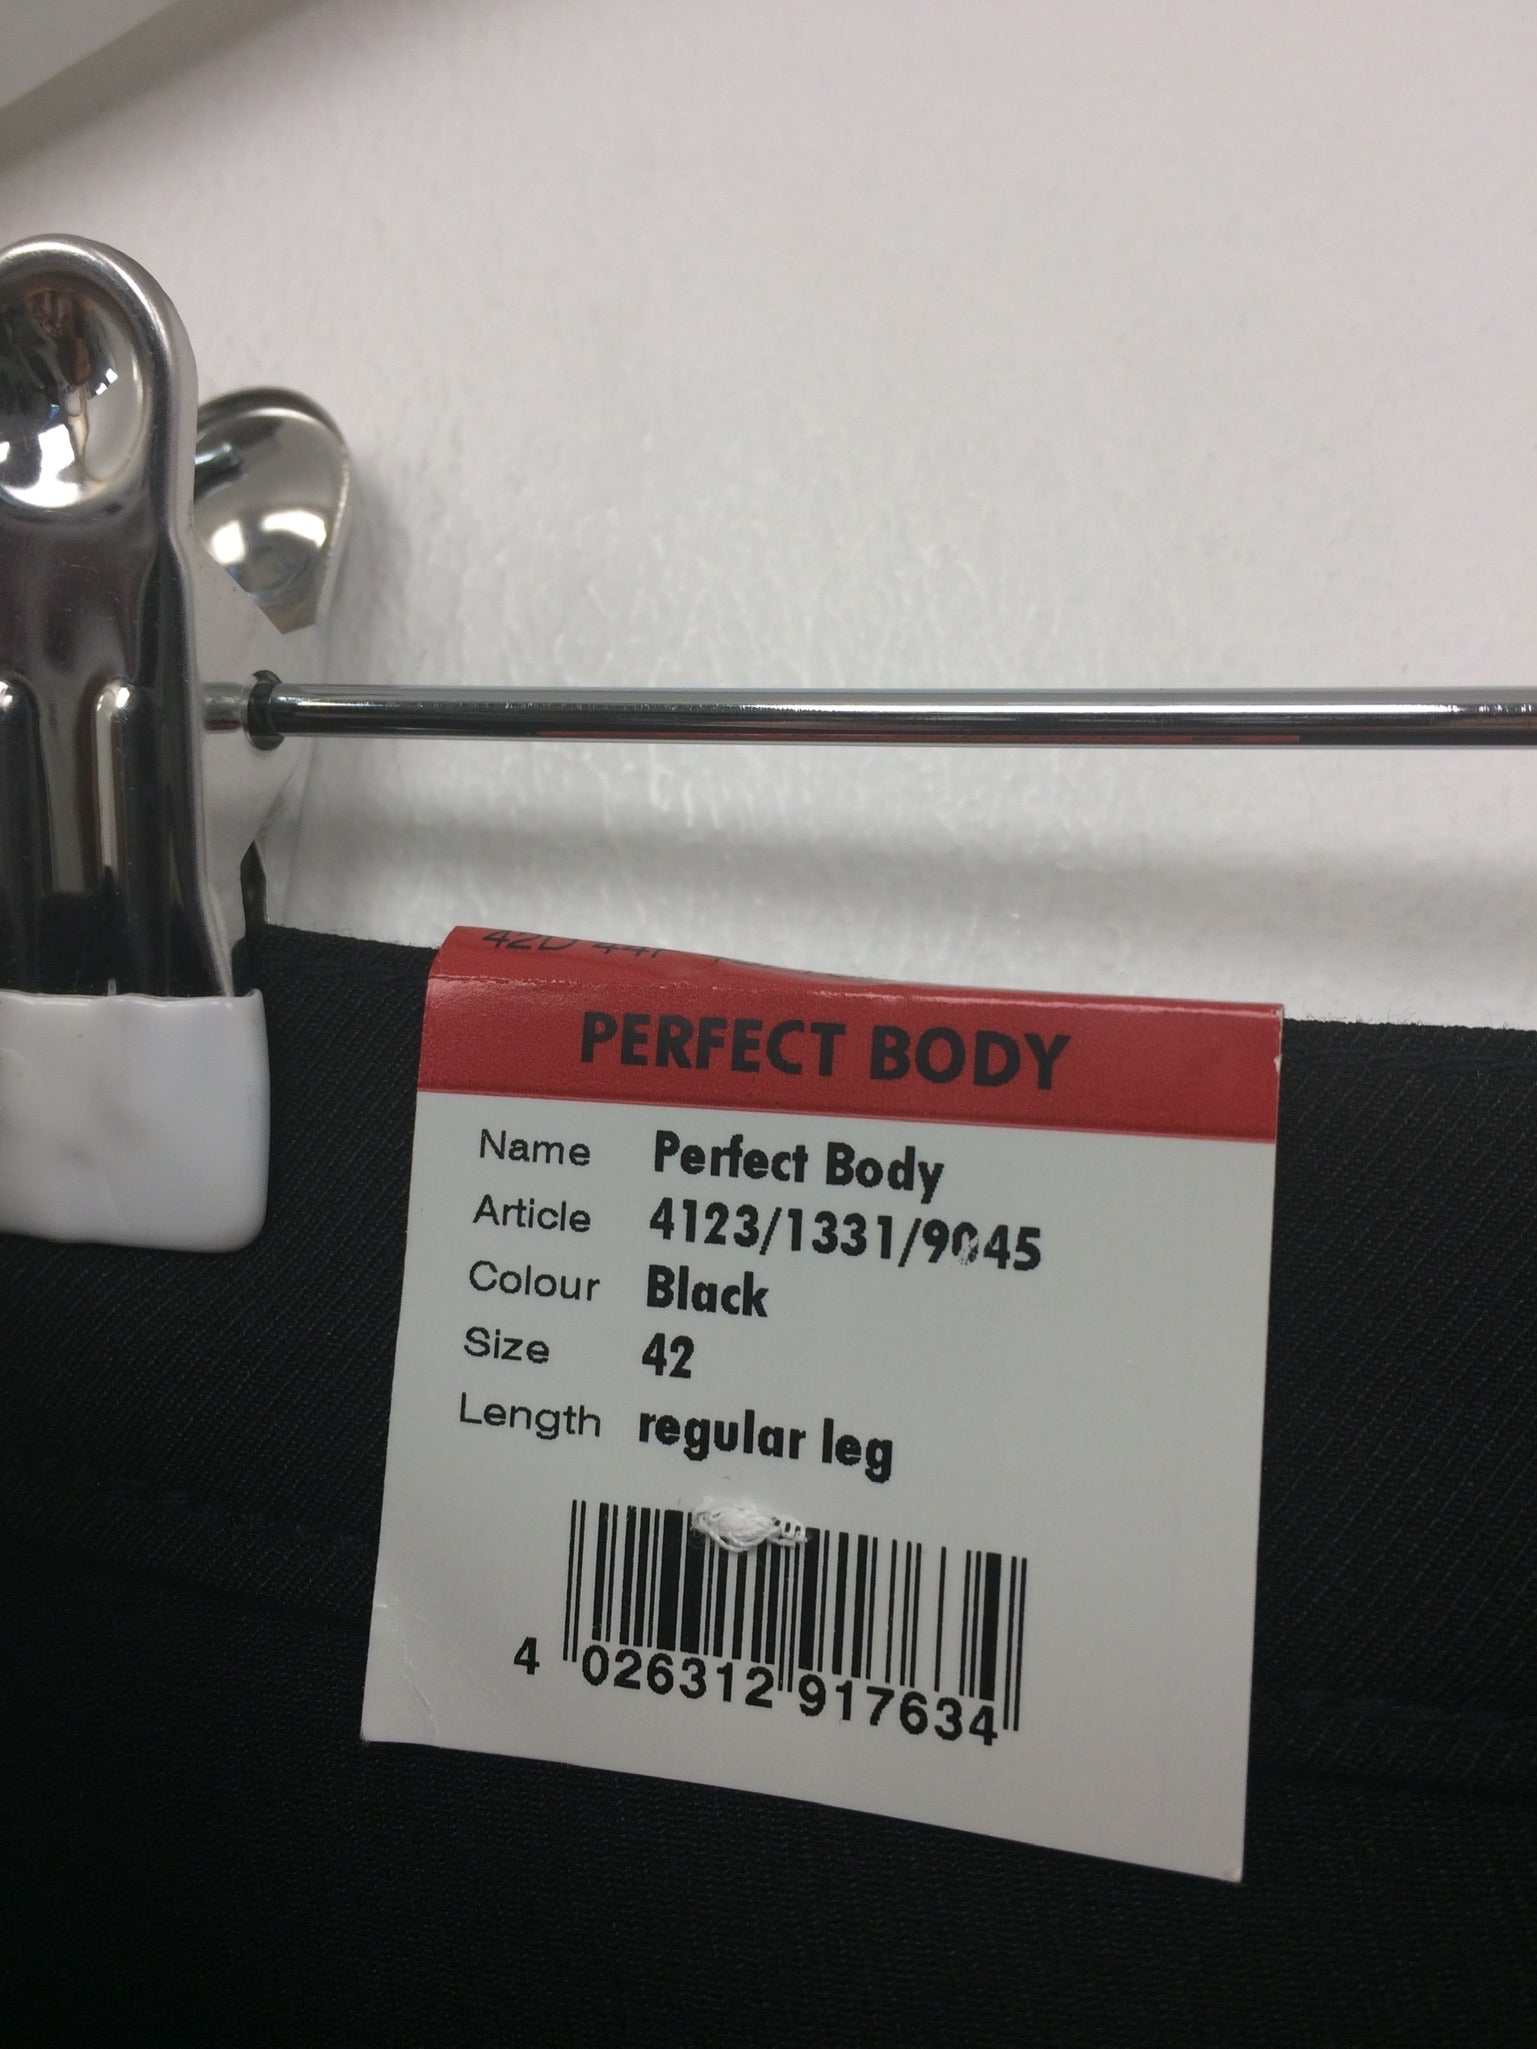 42D
PERFECT BODY
Name Perfect Body
Article 4123/1331/9045
Colour Black
Size 42
Length regular leg
4 026312 917634